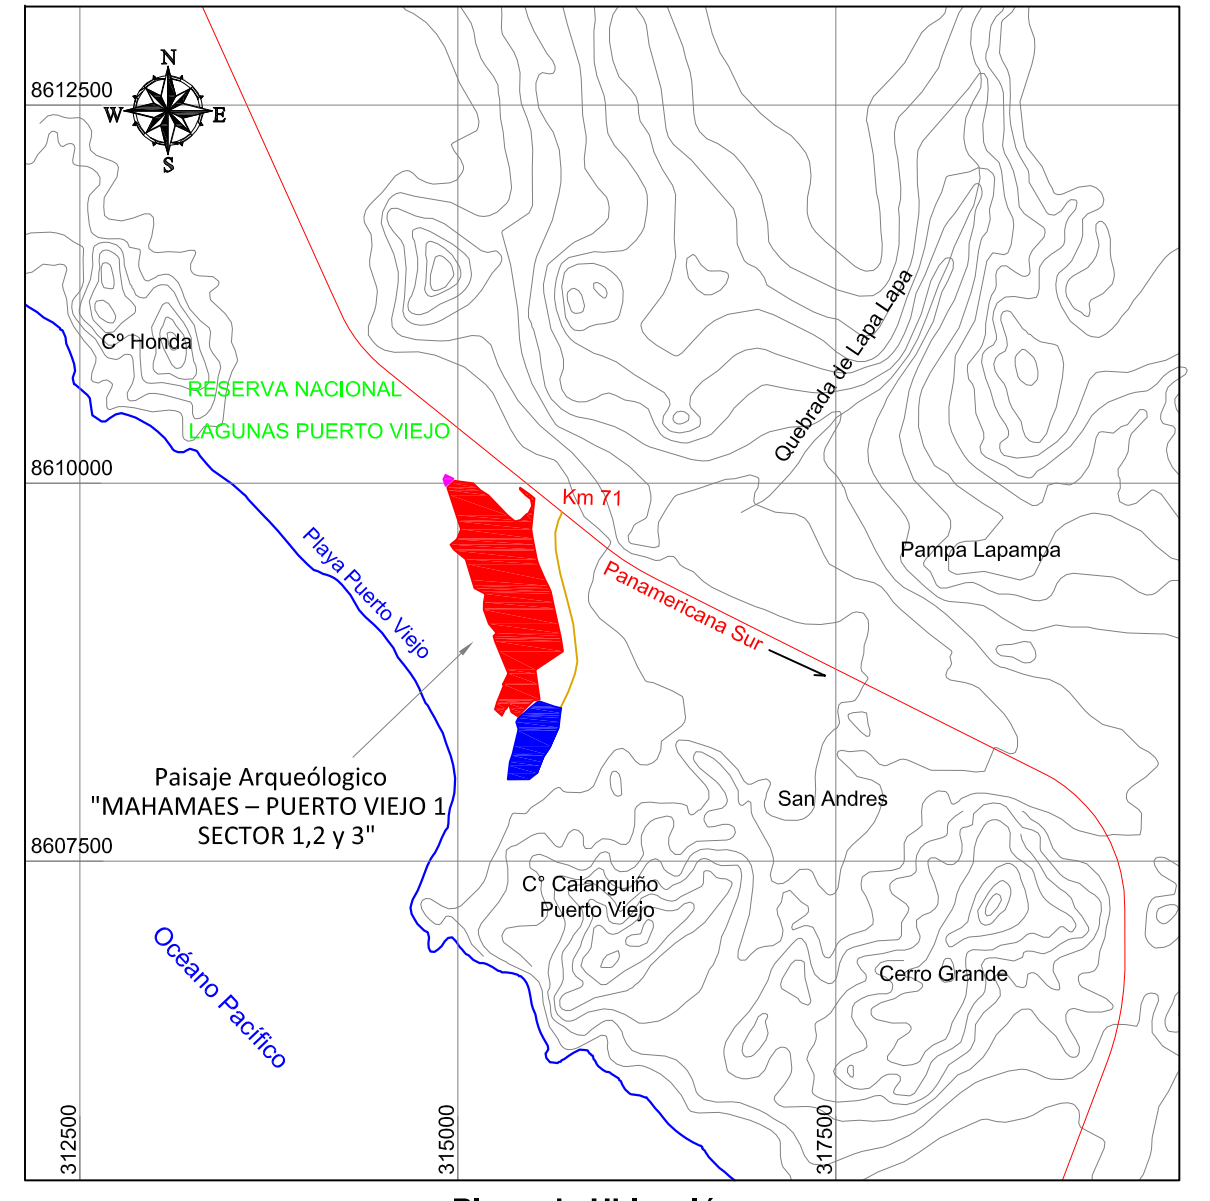 N
W E
S
8612500
Cº Honda
RESERVA NACIONAL
LAGUNAS PUERTO VIEJO
Quebrada de Lapa Lapa
8610000
Km 71
Playa Puerto Viejo
Pampa Lapampa
Panamericana Sur
Paisaje Arqueólogico
"MAHAMAES – PUERTO VIEJO 1
SECTOR 1,2 y 3"
San Andres
8607500
C° Calanguiño
Puerto Viejo
Océano Pacífico
Cerro Grande
312500
315000
317500